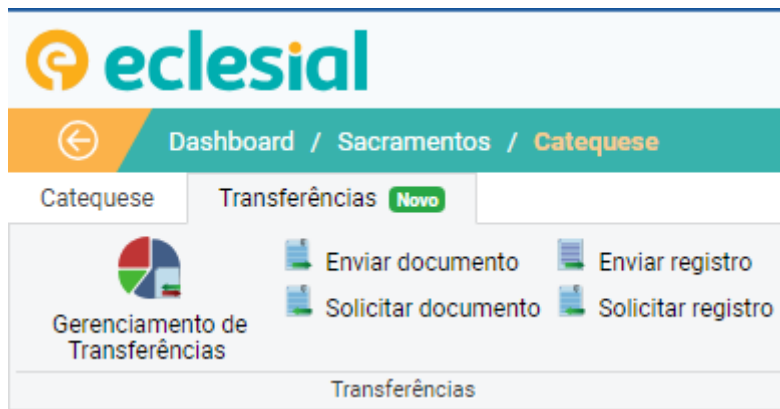 eclesial
Dashboard / Sacramentos / Catequese
Catequese Transferências Novo
Enviar documento Enviar registro
Solicitar documento Solicitar registro
Gerenciamento de
Transferências
Transferências